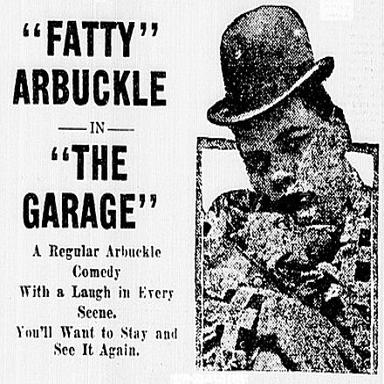 “FATTY”
ARBUCKLE
IN
“THE
GARAGE”
A Regular Arbuckle
Comedy
With a Laugh in Every
Scene.
You'll Want to Stay and
See It Again.